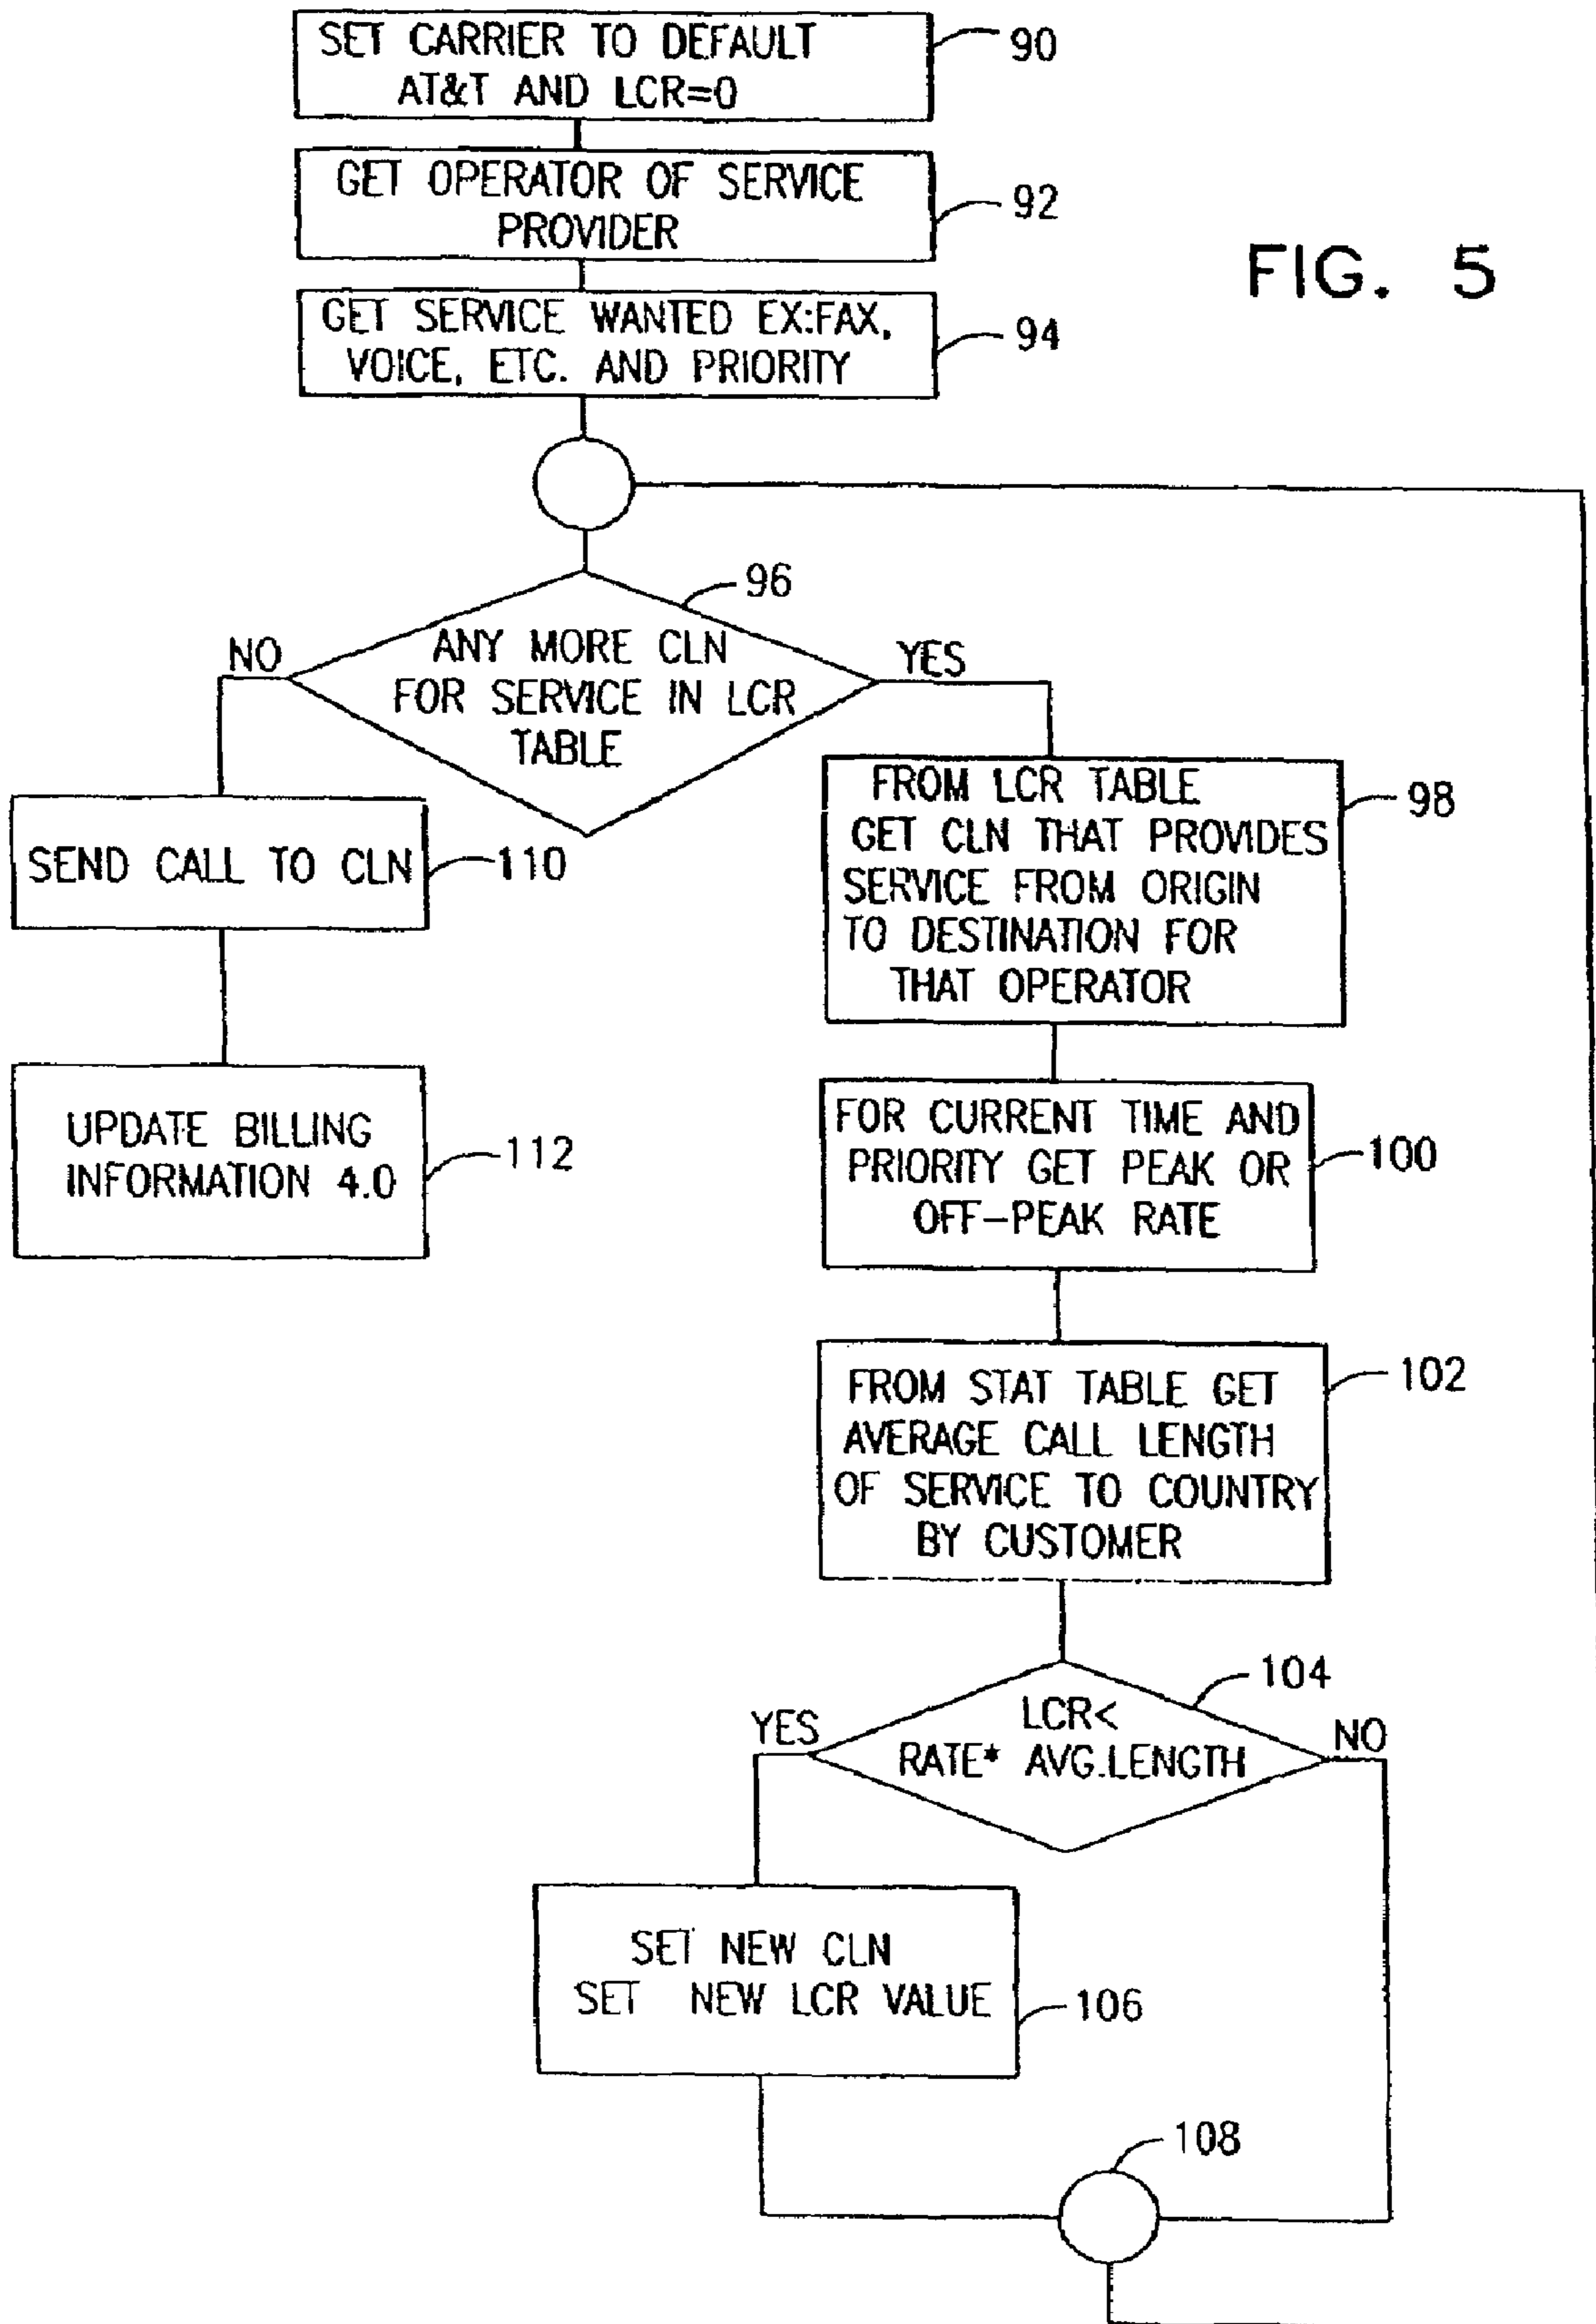 SET CARRIER TO DEFAULT
AT&T AND LCR=0
90
GET OPERATOR OF SERVICE
PROVIDER
92
FIG. 5
GET SERVICE WANTED EX:FAX,
VOICE, ETC. AND PRIORITY
94
96
ANY MORE CLN
FOR SERVICE IN LCR
TABLE
NO
YES
FROM LCR TABLE
GET CLN THAT PROVIDES
SERVICE FROM ORIGIN
TO DESTINATION FOR
THAT OPERATOR
98
SEND CALL TO CLN
110
UPDATE BILLING
INFORMATION 4.0
112
FOR CURRENT TIME AND
PRIORITY GET PEAK OR
OFF-PEAK RATE
100
FROM STAT TABLE GET
AVERAGE CALL LENGTH
OF SERVICE TO COUNTRY
BY CUSTOMER
102
104
YES
LCR<
RATE* AVG.LENGTH
NO
SET NEW CLN
SET NEW LCR VALUE
106
108